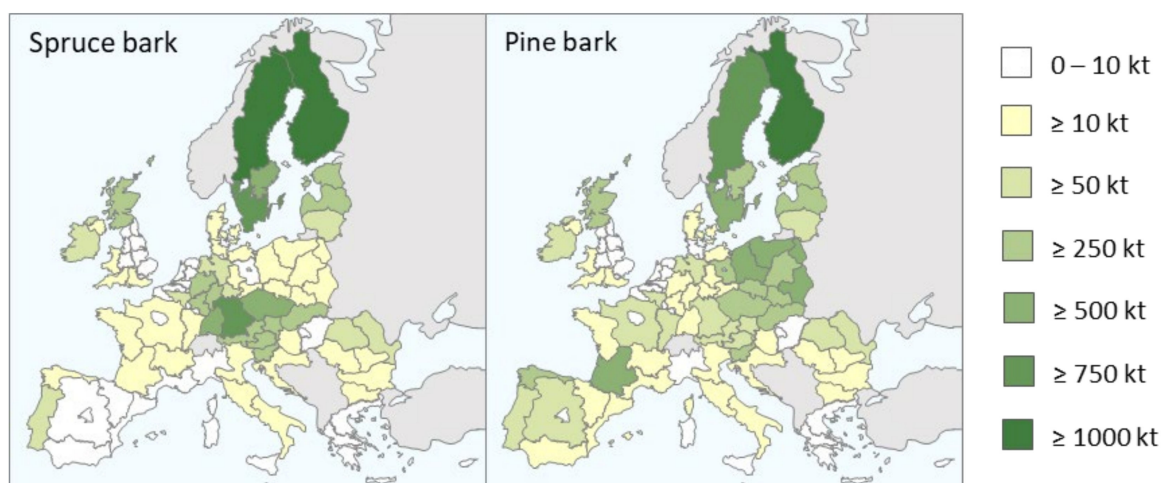 Spruce bark
Pine bark
0 – 10 kt
≥ 10 kt
≥ 50 kt
≥ 250 kt
≥ 500 kt
≥ 750 kt
≥ 1000 kt